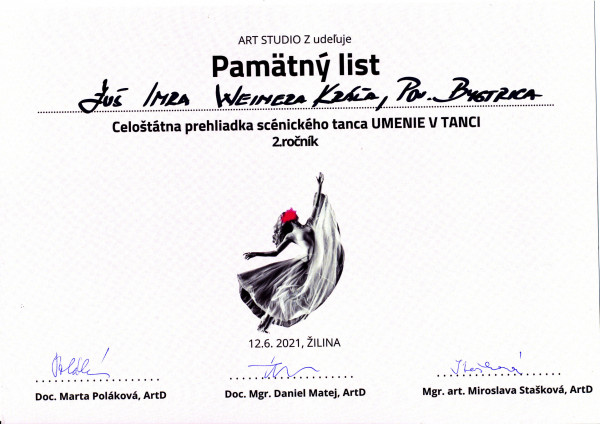 ART STUDIO Z udeľuje
Pamätný list
ZUŠ IMRA WEINERA KRÁĽA, POV. BYSTRICA
Celoštátna prehliadka scénického tanca UMENIE V TANCI
2.ročník
12.6. 2021, ŽILINA
Doc. Marta Poláková, ArtD
Doc. Mgr. Daniel Matej, ArtD
Mgr. art. Miroslava Stašková, ArtD